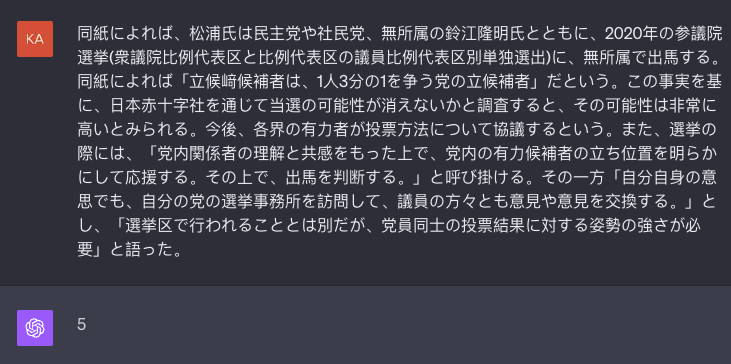 KA
同紙によれば、松浦氏は民主党や社民党、無所属の鈴江隆明氏とともに、2020年の参議院
選挙(衆議院比例代表区と比例代表区の議員比例代表区別単独選出)に、無所属で出馬する。
同紙によれば「立候﨑候補者は、1人3分の1を争う党の立候補者」だという。この事実を基
に、日本赤十字社を通じて当選の可能性が消えないかと調査すると、その可能性は非常に
高いとみられる。今後、各界の有力者が投票方法について協議するという。また、選挙の
際には、「党内関係者の理解と共感をもった上で、党内の有力候補者の立ち位置を明らか
にして応援する。その上で、出馬を判断する。」と呼び掛ける。その一方「自分自身の意
思でも、自分の党の選挙事務所を訪問して、議員の方々とも意見や意見を交換する。」と
し、「選挙区で行われることとは別だが、党員同士の投票結果に対する姿勢の強さが必
要」と語った。
5